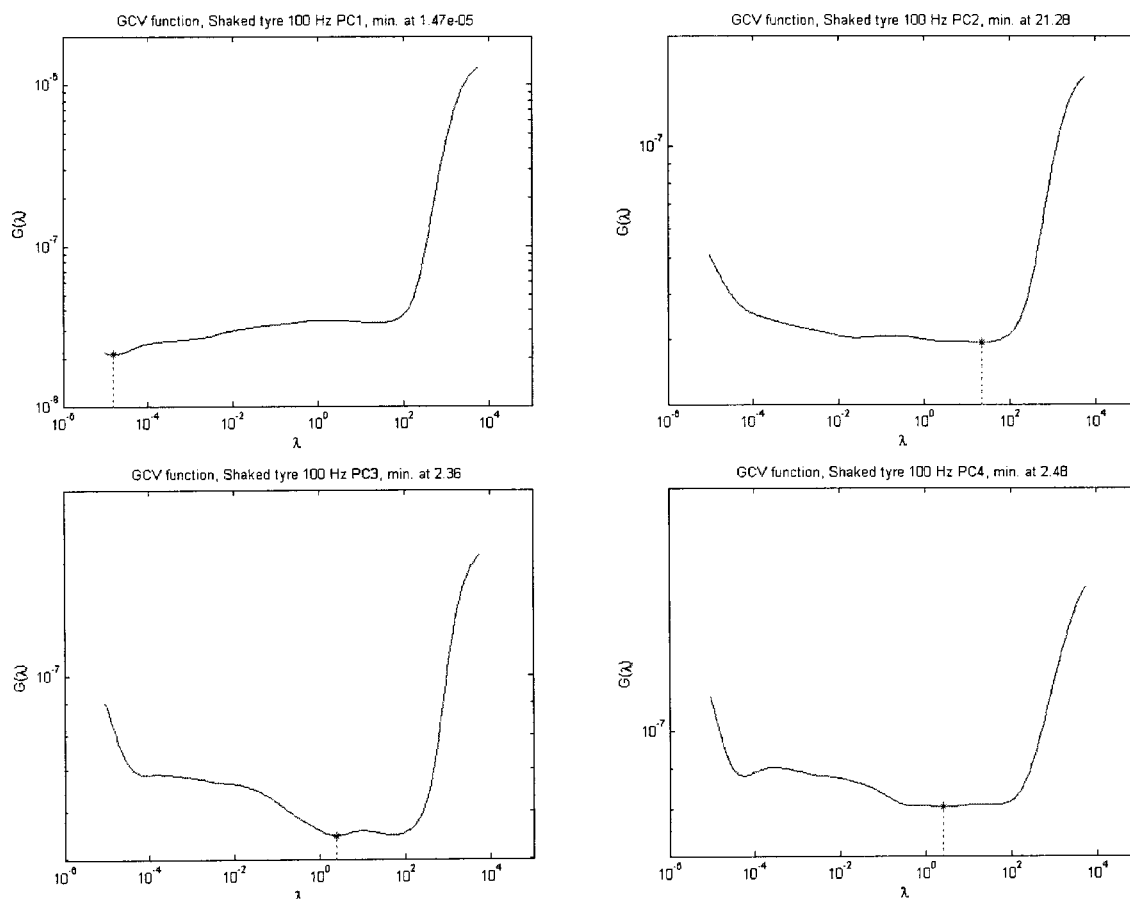 GCV function, Shaked tyre 100 Hz PC1, min. at 1.47e-05
10^-6
10^-7
10^-8
G(λ)
10^-6 10^-4 10^-2 10^0 10^2 10^4
λ
GCV function, Shaked tyre 100 Hz PC2, min. at 21.28
10^-7
G(λ)
10^-6 10^-4 10^-2 10^0 10^2 10^4
λ
GCV function, Shaked tyre 100 Hz PC3, min. at 2.36
10^-7
G(λ)
10^-6 10^-4 10^-2 10^0 10^2 10^4
λ
GCV function, Shaked tyre 100 Hz PC4, min. at 2.48
10^-7
G(λ)
10^-6 10^-4 10^-2 10^0 10^2 10^4
λ